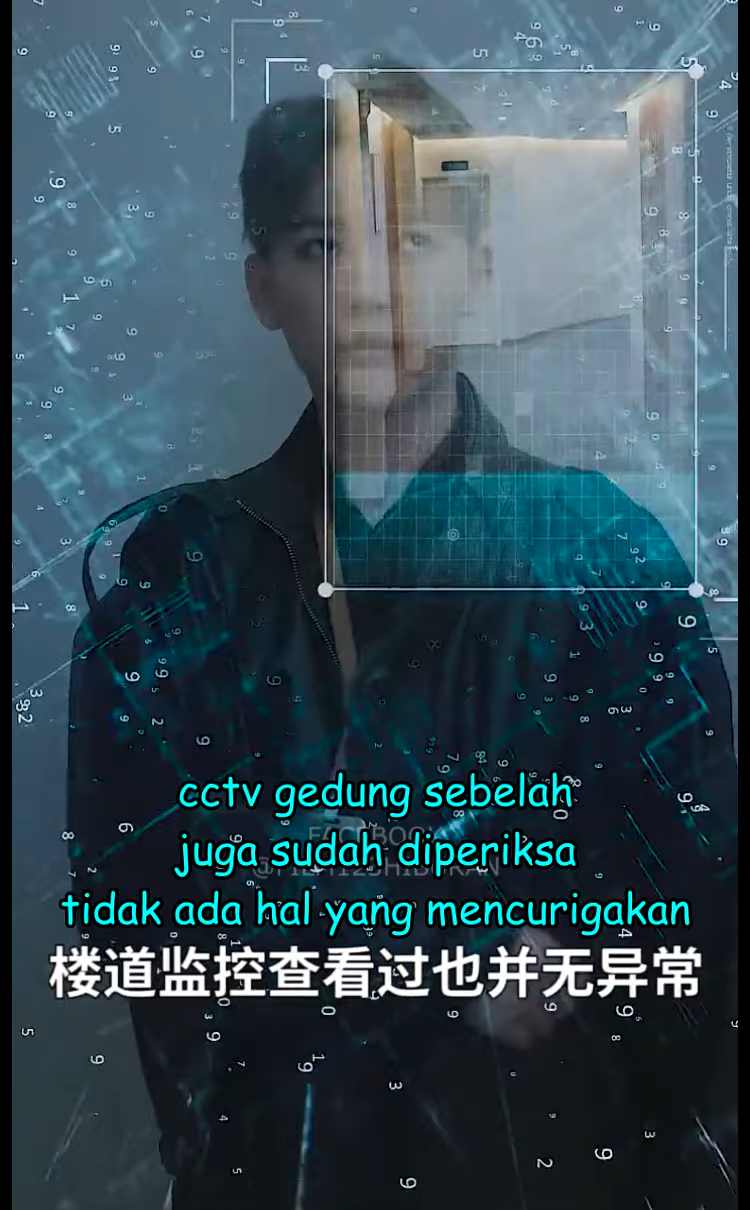 cctv gedung sebelah
juga sudah diperiksa
tidak ada hal yang mencurigakan
楼道监控查看过也并无异常
FACEBOOK